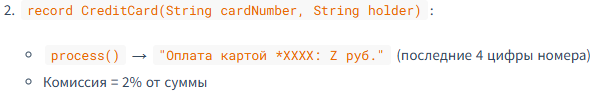 2. record CreditCard(String cardNumber, String holder) :
○ process() → "Оплата картой *XXXX: Z руб." (последние 4 цифры номера)
○ Комиссия = 2% от суммы